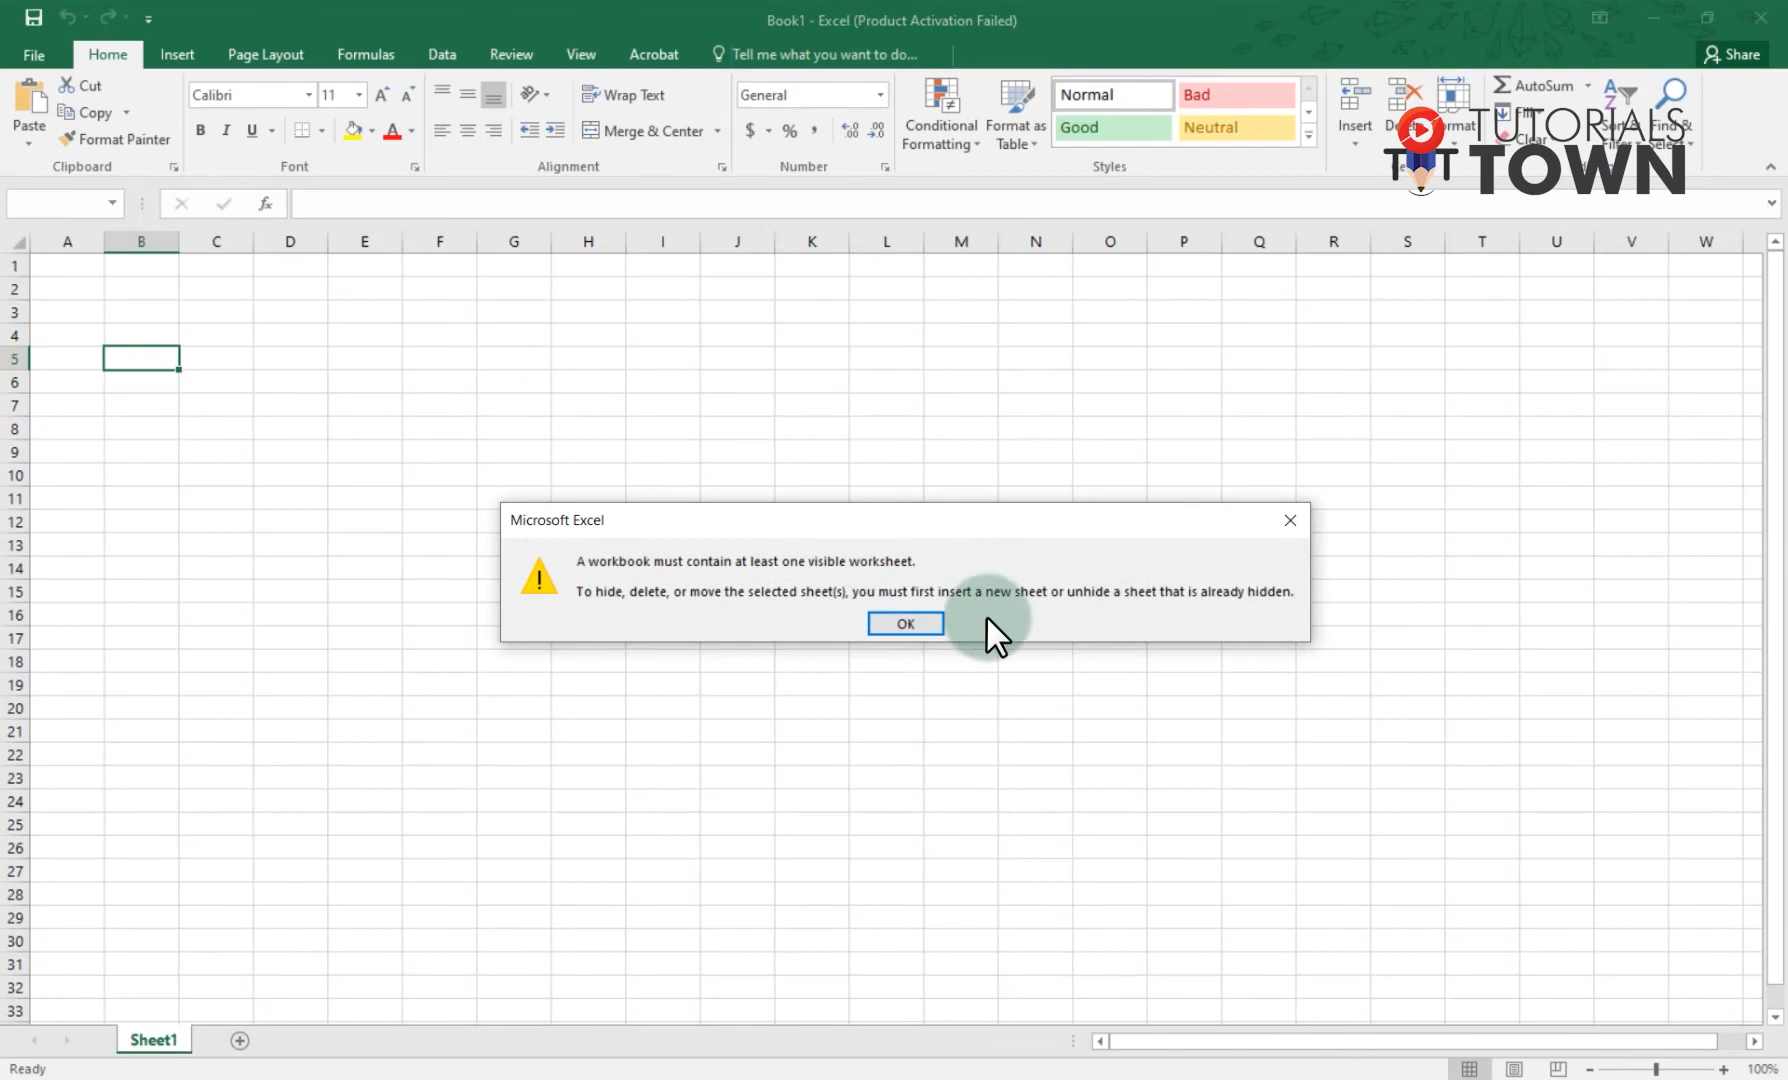 Book1 - Excel (Product Activation Failed)
File Home Insert Page Layout Formulas Data Review View Acrobat Tell me what you want to do... Share
Paste
Cut
Copy
Format Painter
Clipboard
Calibri 11
B I U
Font
Wrap Text
Merge & Center
Alignment
General
$ %
Number
Conditional Formatting
Format as Table
Normal Bad
Good Neutral
Styles
Insert
AutoSum
Clear
TUTORIALS
TOWN
fx
A B C D E F G H I J K L M N O P Q R S T U V W
1
2
3
4
5
6
7
8
9
10
11
12
13
14
15
16
17
18
19
20
21
22
23
24
25
26
27
28
29
30
31
32
33
Microsoft Excel
A workbook must contain at least one visible worksheet.
To hide, delete, or move the selected sheet(s), you must first insert a new sheet or unhide a sheet that is already hidden.
OK
Sheet1
Ready
100%